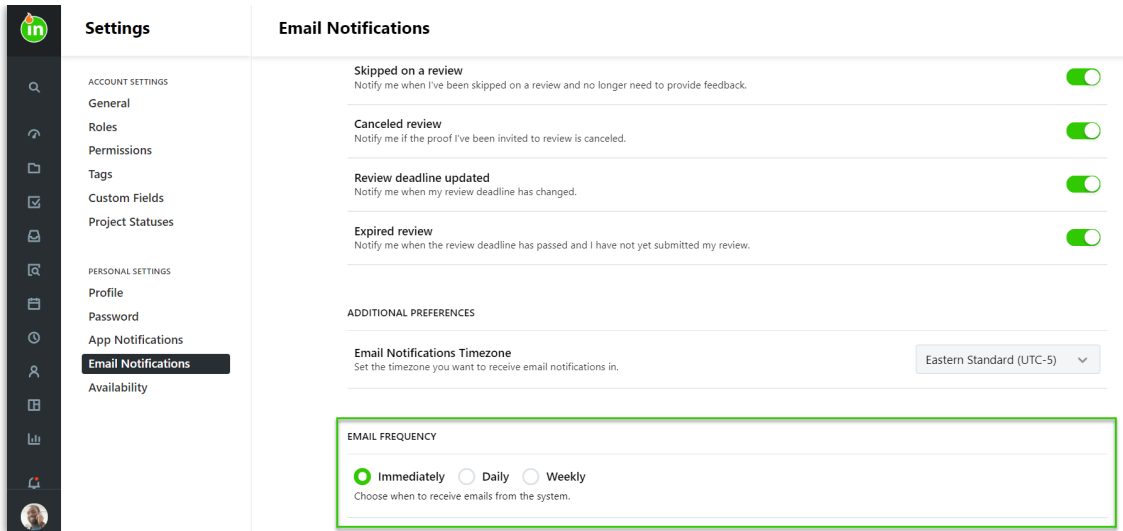 in
Settings
Email Notifications
ACCOUNT SETTINGS
General
Roles
Permissions
Tags
Custom Fields
Project Statuses
PERSONAL SETTINGS
Profile
Password
App Notifications
Email Notifications
Availability
Skipped on a review
Notify me when I've been skipped on a review and no longer need to provide feedback.
Canceled review
Notify me if the proof I've been invited to review is canceled.
Review deadline updated
Notify me when my review deadline has changed.
Expired review
Notify me when the review deadline has passed and I have not yet submitted my review.
ADDITIONAL PREFERENCES
Email Notifications Timezone
Set the timezone you want to receive email notifications in.
Eastern Standard (UTC-5)
EMAIL FREQUENCY
Immediately Daily Weekly
Choose when to receive emails from the system.